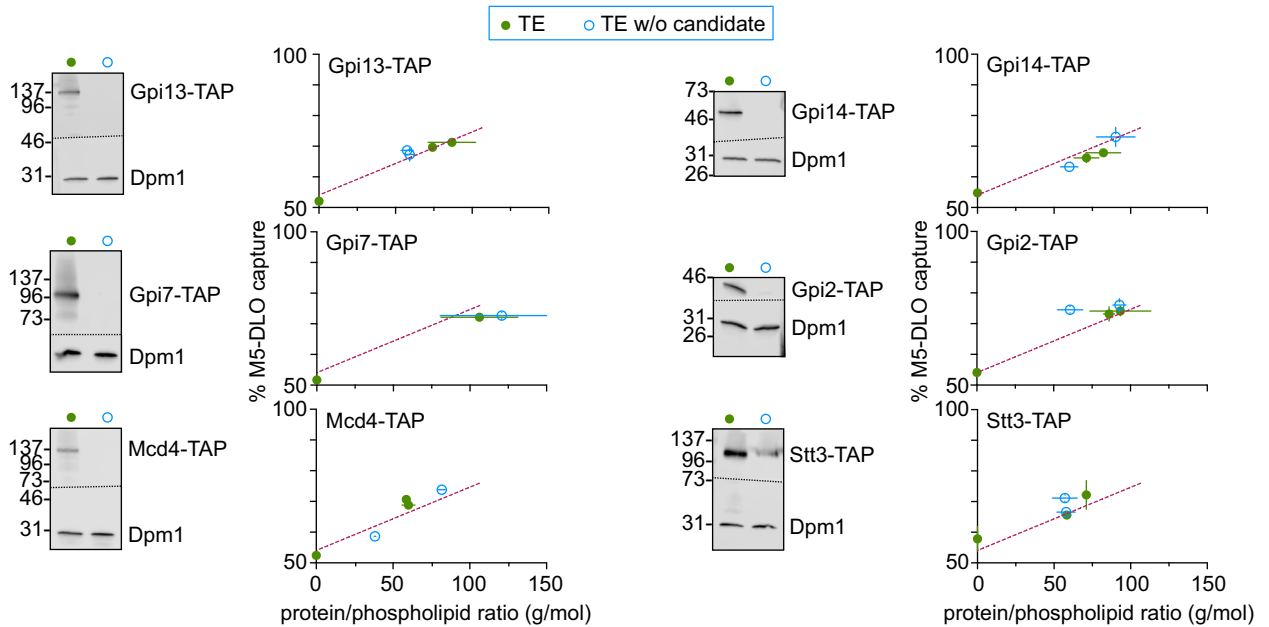 TE TE w/o candidate
137
96
46
31
Gpi13-TAP
Dpm1
100
50
Gpi13-TAP
137
96
73
Gpi7-TAP
Dpm1
100
50
Gpi7-TAP
137
96
73
46
31
Mcd4-TAP
Dpm1
100
50
Mcd4-TAP
0 50 100 150
% M5-DLO capture
protein/phospholipid ratio (g/mol)
73
46
31
26
Gpi14-TAP
Dpm1
100
50
Gpi14-TAP
46
31
26
Gpi2-TAP
Dpm1
100
50
Gpi2-TAP
137
96
73
31
Stt3-TAP
Dpm1
100
50
Stt3-TAP
0 50 100 150
% M5-DLO capture
protein/phospholipid ratio (g/mol)